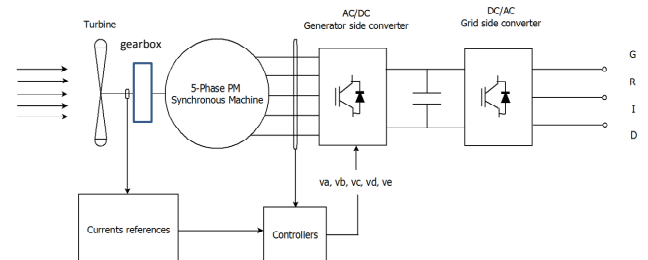 AC/DC
Generator side converter
DC/AC
Grid side converter
Turbine
gearbox
5-Phase PM
Synchronous Machine
G
R
I
D
va, vb, vc, vd, ve
Currents references
Controllers